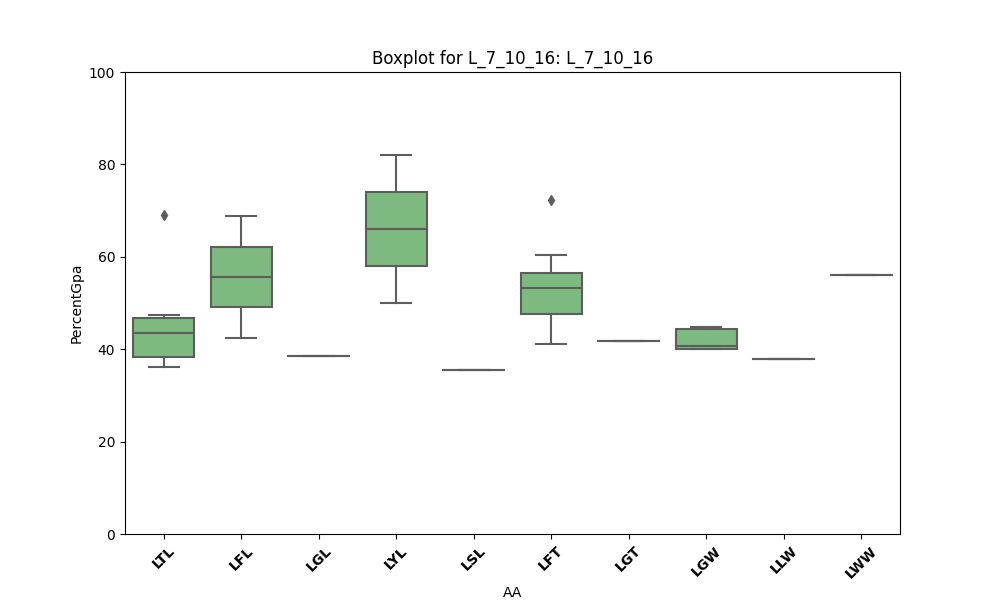 Boxplot for L_7_10_16: L_7_10_16
100
80
60
40
20
0
PercentGpa
LTL
LFL
LGL
LYL
LSL
LFT
LGT
LGW
LLW
LWW
AA